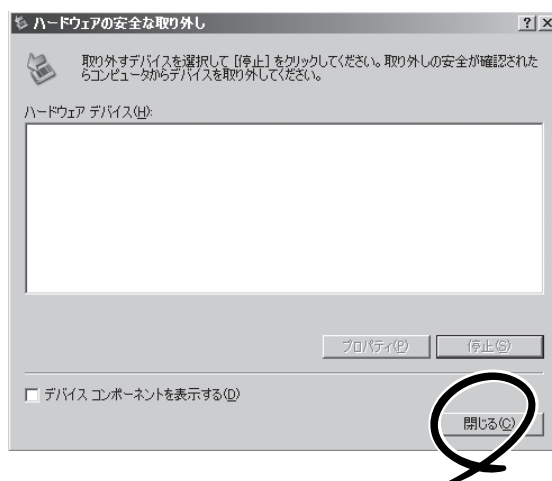 ハードウェアの安全な取り外し
取り外すデバイスを選択して [停止] をクリックしてください。取り外しの安全が確認された
らコンピュータからデバイスを取り外してください。
ハードウェア デバイス(H):
プロパティ(P)
停止(S)
デバイス コンポーネントを表示する(D)
閉じる(C)